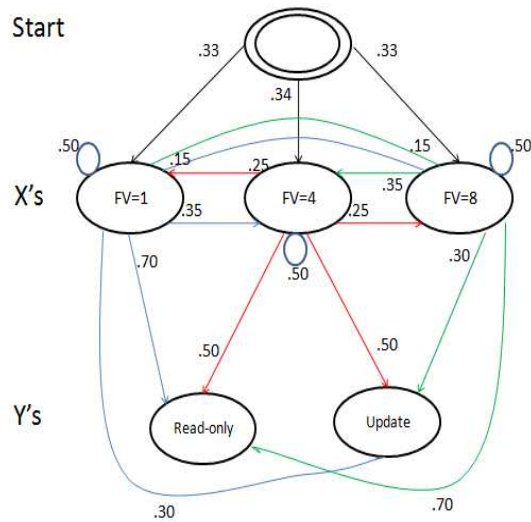 Start
.33
.33
.34
.50
.15
.25
.15
.50
X's
FV=1
FV=4
FV=8
.35
.35
.25
.70
.50
.30
.50
.50
Y's
Read-only
Update
.30
.70